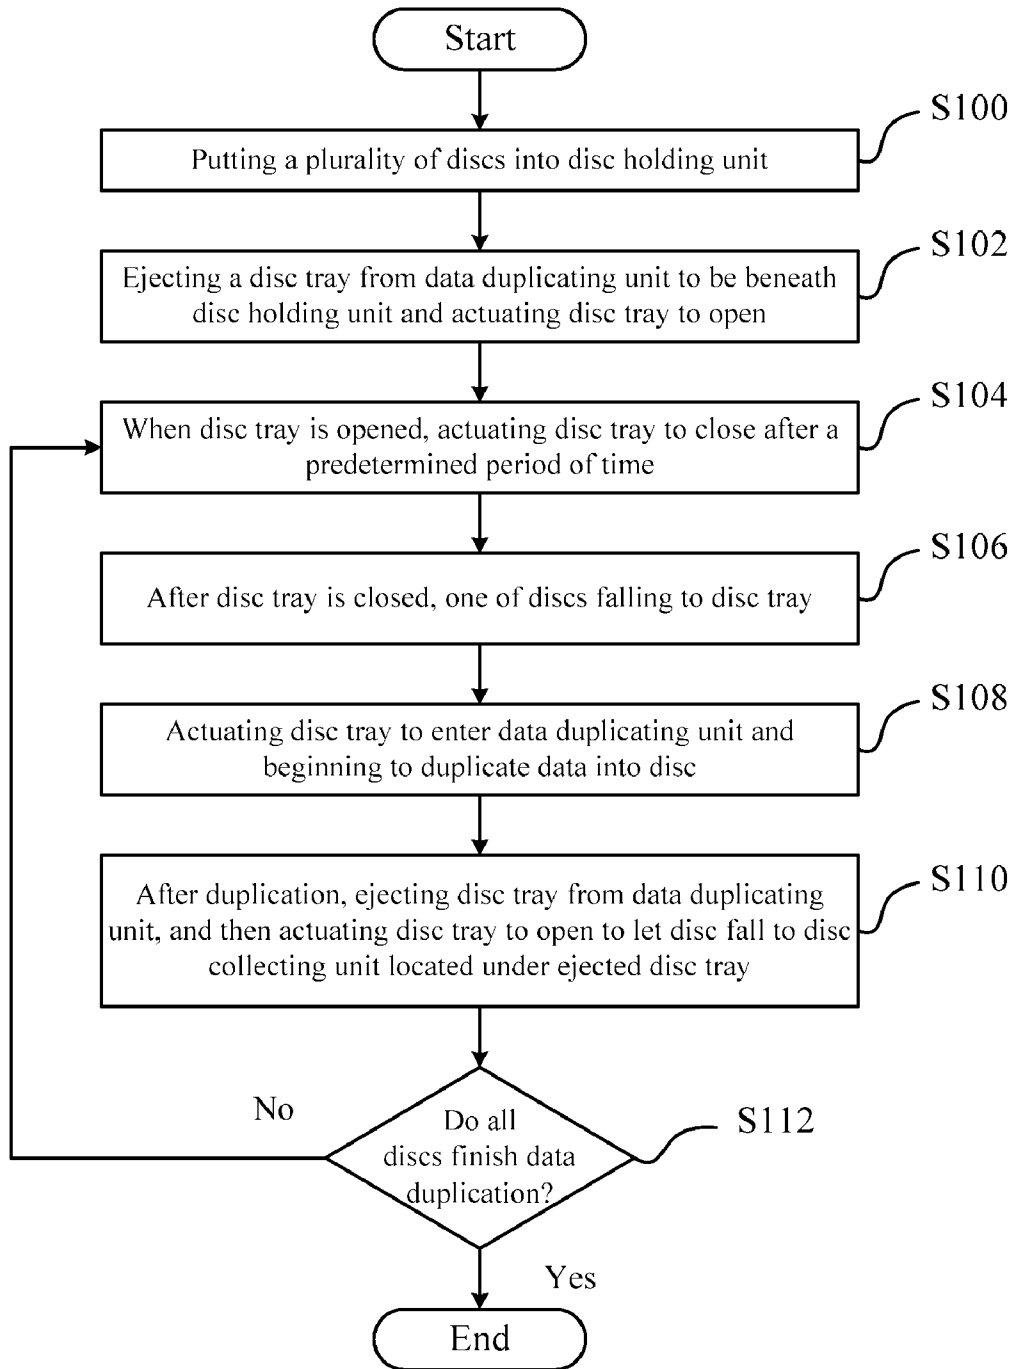 Start
S100
Putting a plurality of discs into disc holding unit
S102
Ejecting a disc tray from data duplicating unit to be beneath
disc holding unit and actuating disc tray to open
S104
When disc tray is opened, actuating disc tray to close after a
predetermined period of time
S106
After disc tray is closed, one of discs falling to disc tray
S108
Actuating disc tray to enter data duplicating unit and
beginning to duplicate data into disc
S110
After duplication, ejecting disc tray from data duplicating
unit, and then actuating disc tray to open to let disc fall to disc
collecting unit located under ejected disc tray
No
S112
Do all
discs finish data
duplication?
Yes
End